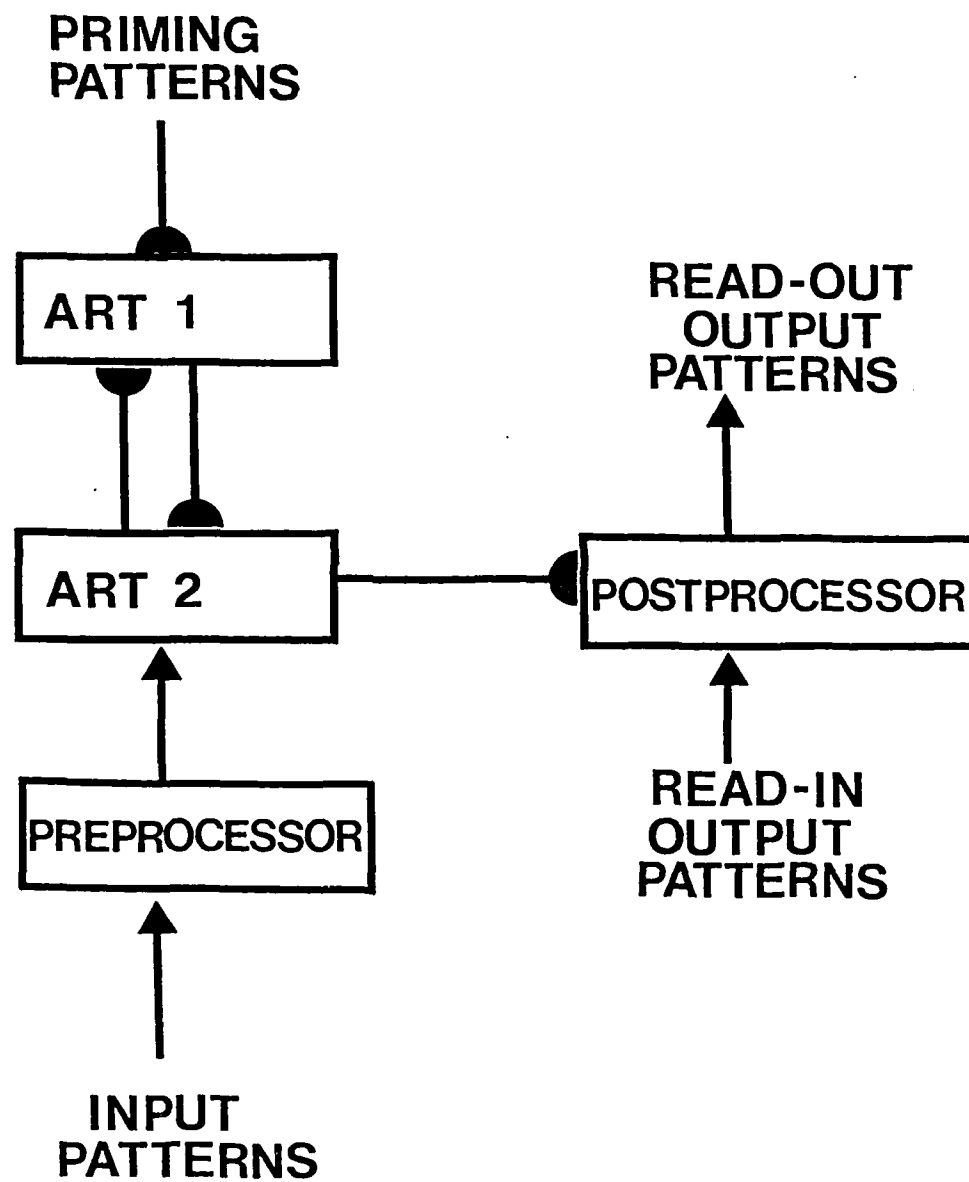 PRIMING
PATTERNS
ART 1
READ-OUT
OUTPUT
PATTERNS
ART 2
POSTPROCESSOR
PREPROCESSOR
READ-IN
OUTPUT
PATTERNS
INPUT
PATTERNS